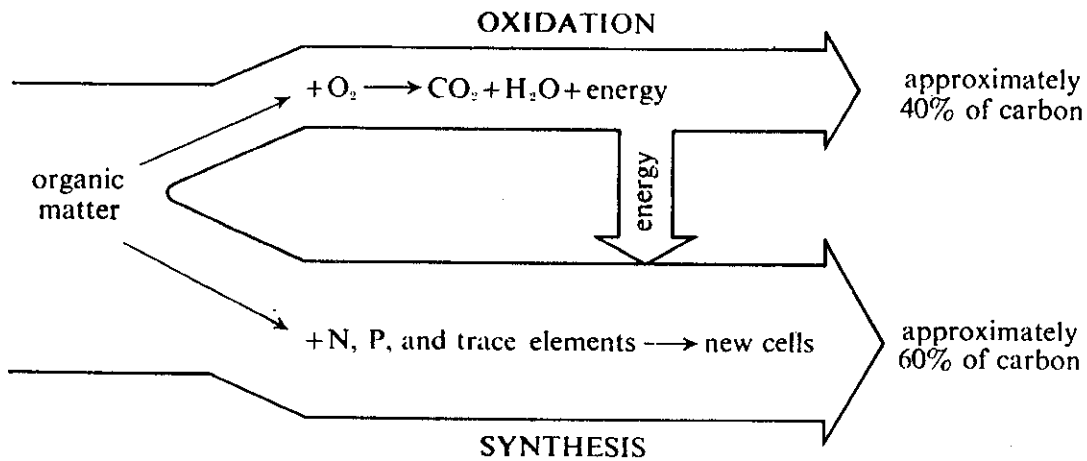 OXIDATION
+O₂ ⟶ CO₂+H₂O+energy
approximately
40% of carbon
energy
organic
matter
+N, P, and trace elements ⟶ new cells
approximately
60% of carbon
SYNTHESIS